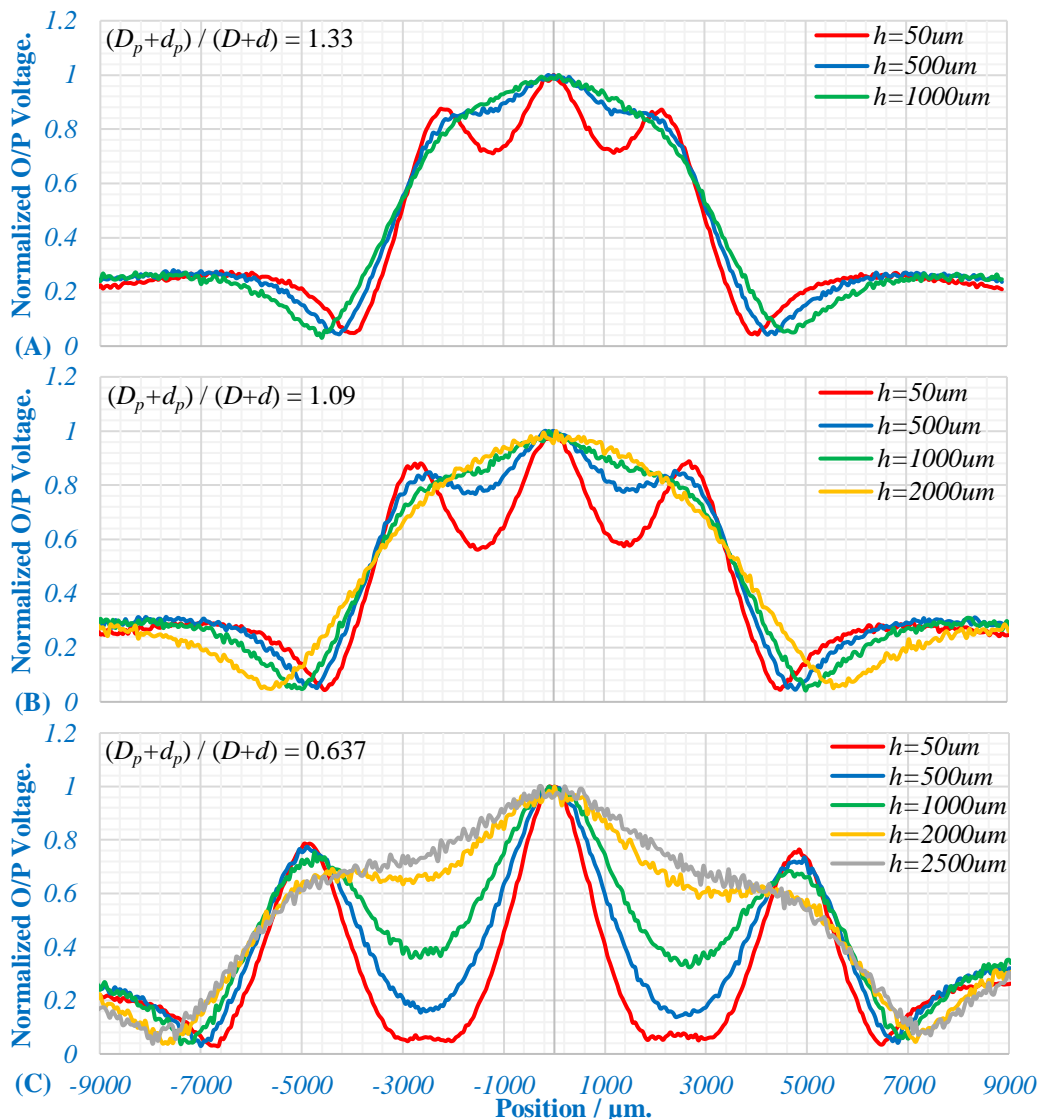 1.2
(Dp+dp) / (D+d) = 1.33
h=50um
h=500um
h=1000um
1
0.8
0.6
0.4
0.2
0
Normalized O/P Voltage.
(A)
1.2
(Dp+dp) / (D+d) = 1.09
h=50um
h=500um
h=1000um
h=2000um
1
0.8
0.6
0.4
0.2
0
Normalized O/P Voltage.
(B)
1.2
(Dp+dp) / (D+d) = 0.637
h=50um
h=500um
h=1000um
h=2000um
h=2500um
1
0.8
0.6
0.4
0.2
0
Normalized O/P Voltage.
(C)
-9000 -7000 -5000 -3000 -1000 1000 3000 5000 7000 9000
Position / µm.